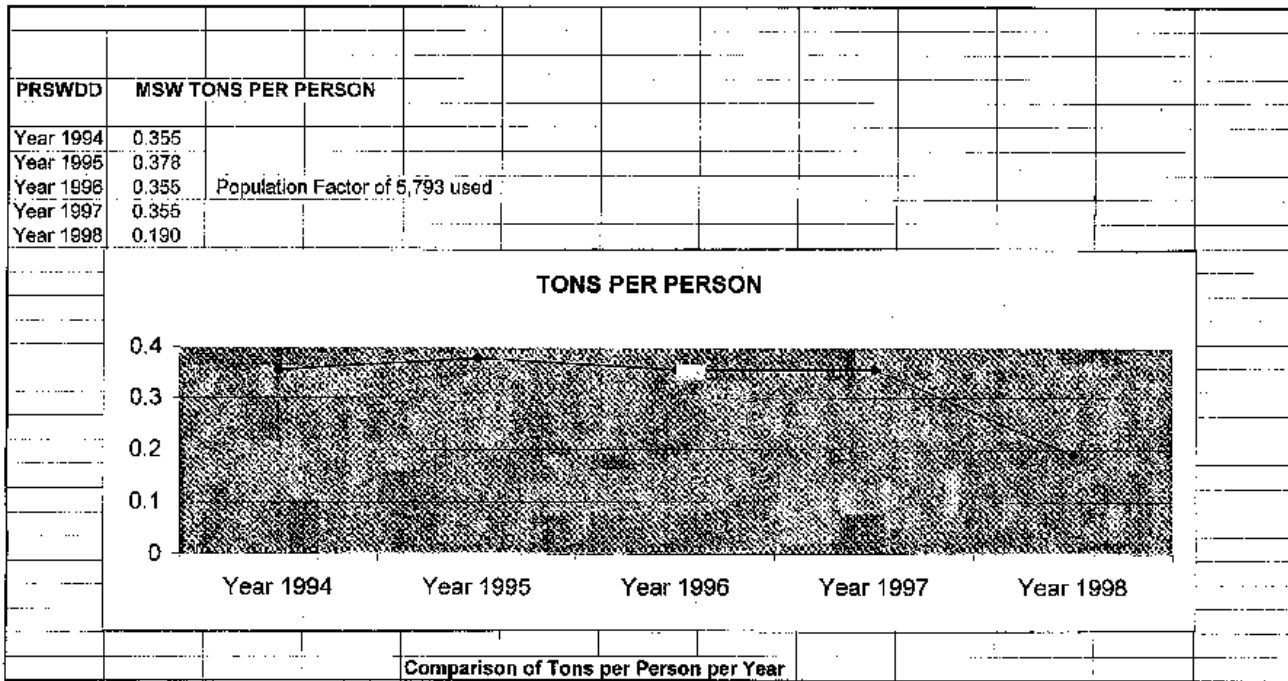 PRSWDD MSW TONS PER PERSON
Year 1994 0.355
Year 1995 0.378
Year 1996 0.355 Population Factor of 5,793 used
Year 1997 0.355
Year 1998 0.190
TONS PER PERSON
0.4
0.3
0.2
0.1
0
Year 1994 Year 1995 Year 1996 Year 1997 Year 1998
Comparison of Tons per Person per Year